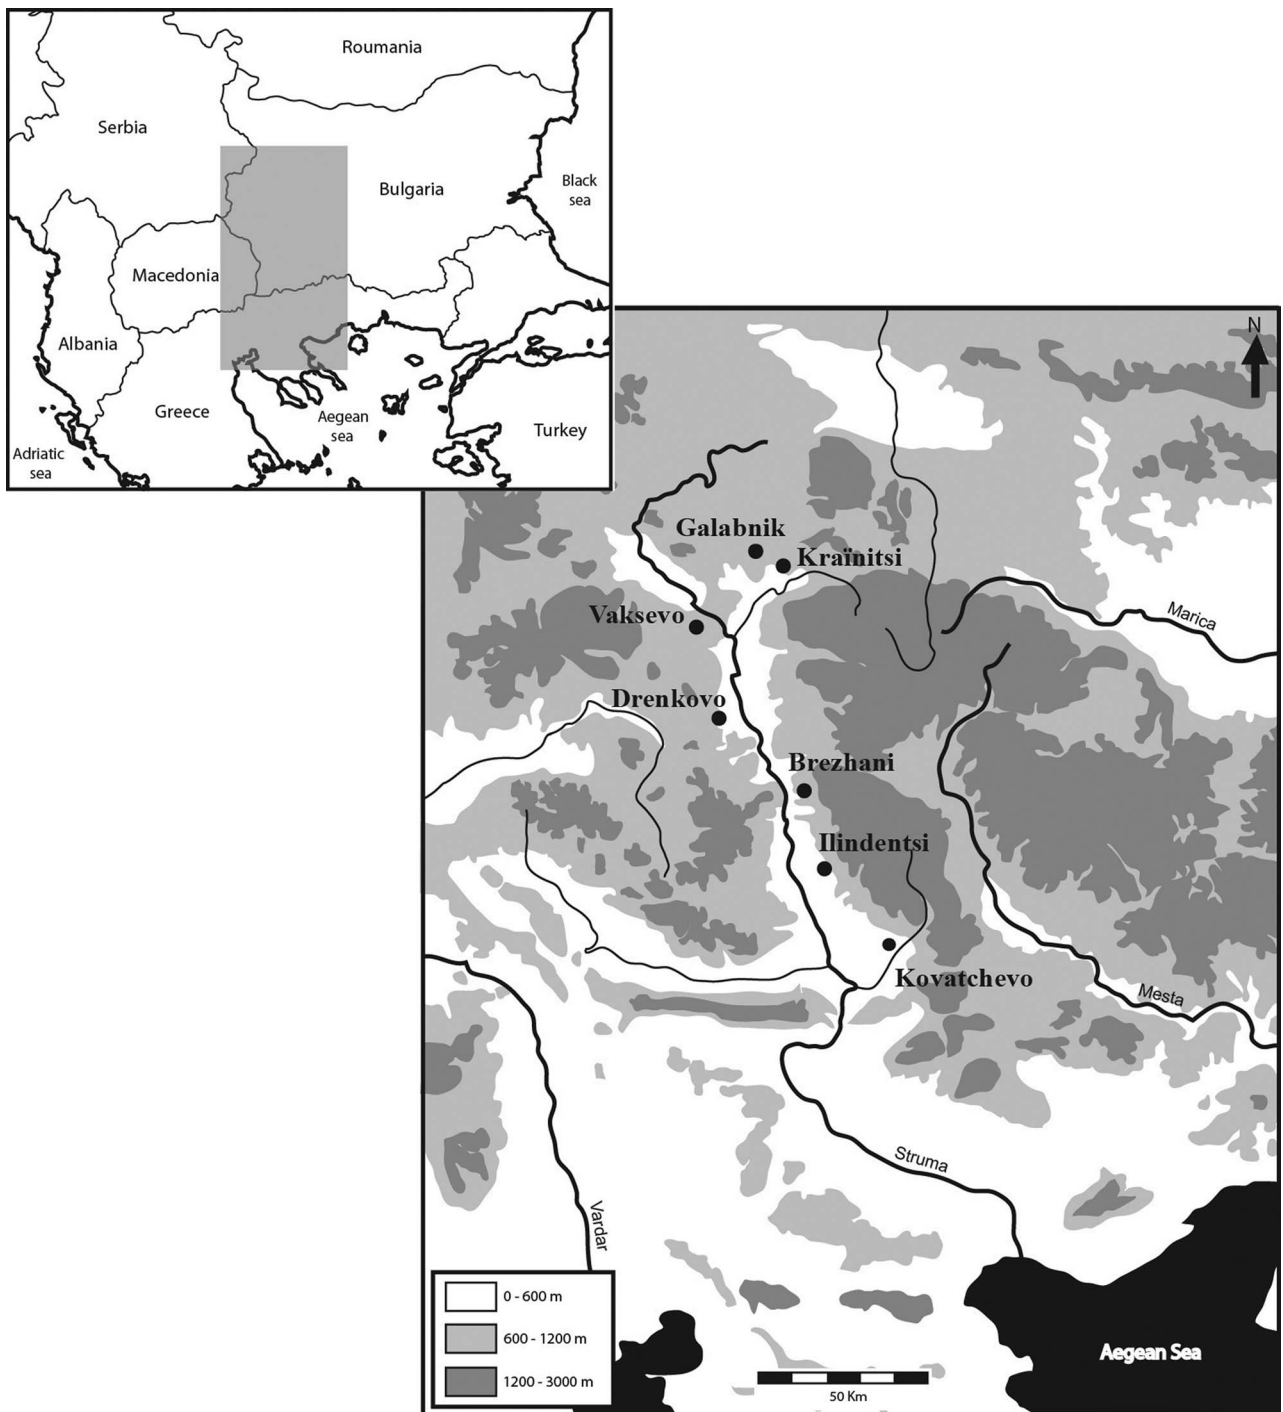 Roumania
Serbia
Bulgaria
Black
sea
Macedonia
Albania
Greece
Aegean
sea
Turkey
Adriatic
sea
N
Galabnik
Kraïnitsi
Vaksevo
Marica
Drenkovo
Brezhani
Ilindentsi
Kovatchevo
Mesta
Struma
Vardar
0 - 600 m
600 - 1200 m
1200 - 3000 m
50 Km
Aegean Sea